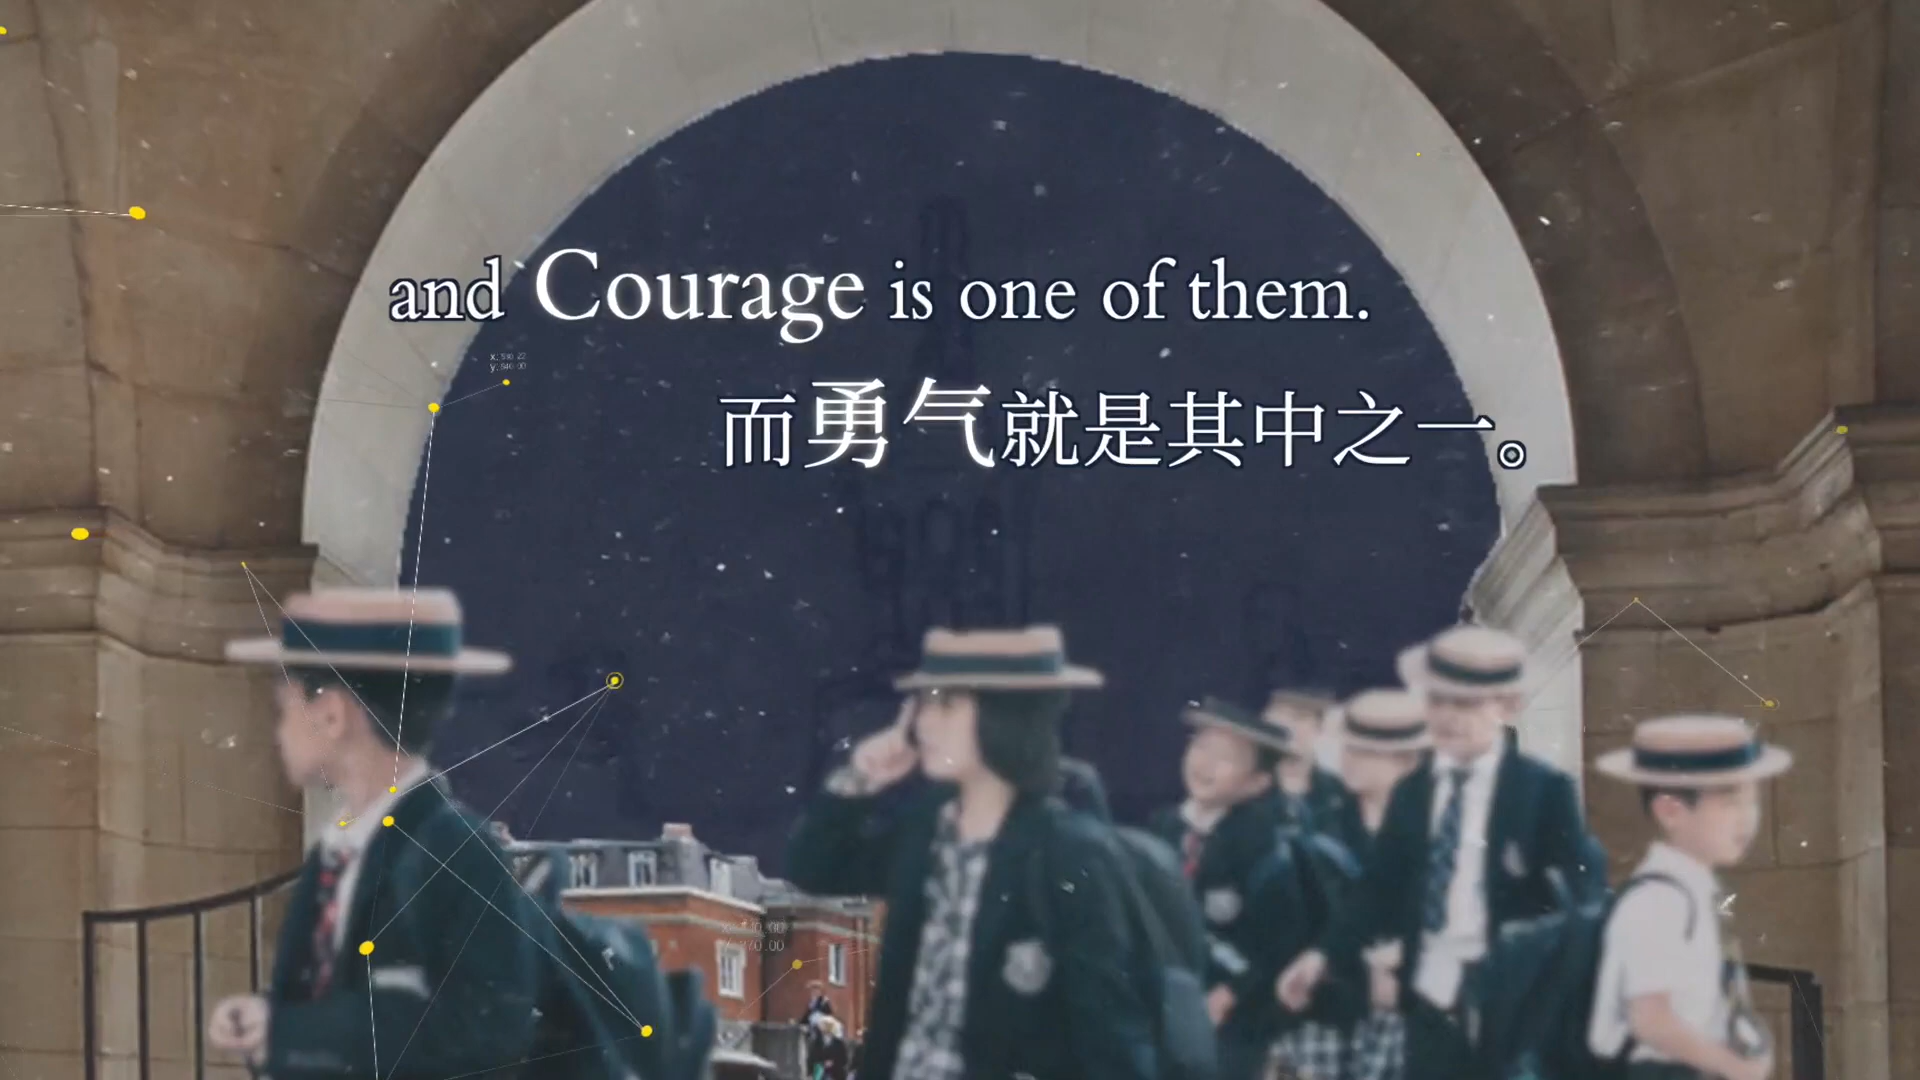 and Courage is one of them.
而勇气就是其中之一。